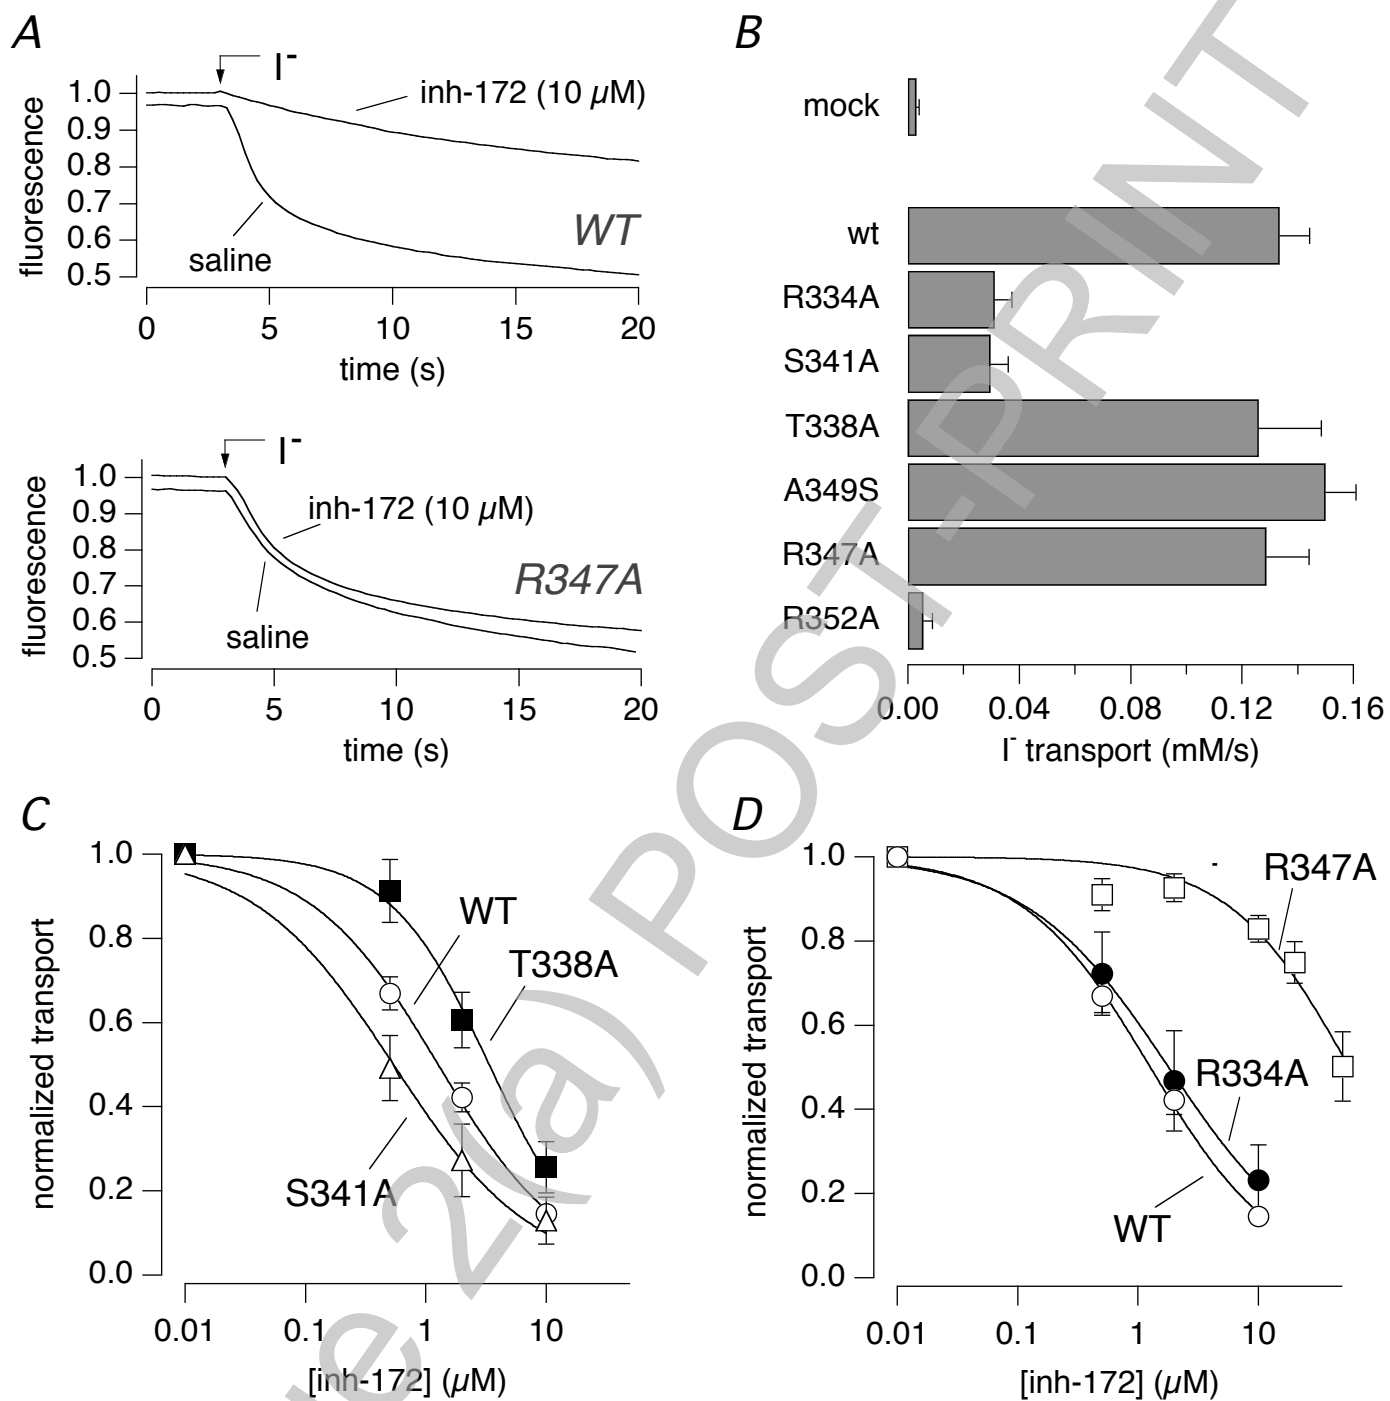 A
I-
inh-172 (10 µM)
1.0
0.9
0.8
0.7
0.6
0.5
fluorescence
saline
WT
0 5 10 15 20
time (s)
I-
inh-172 (10 µM)
1.0
0.9
0.8
0.7
0.6
0.5
fluorescence
saline
R347A
0 5 10 15 20
time (s)
B
mock
wt
R334A
S341A
T338A
A349S
R347A
R352A
0.00 0.04 0.08 0.12 0.16
I- transport (mM/s)
C
1.0
0.8
0.6
0.4
0.2
0.0
normalized transport
WT
T338A
S341A
0.01 0.1 1 10
[inh-172] (µM)
D
1.0
0.8
0.6
0.4
0.2
0.0
normalized transport
R347A
R334A
WT
0.01 0.1 1 10
[inh-172] (µM)
2(a) POST-PRINT